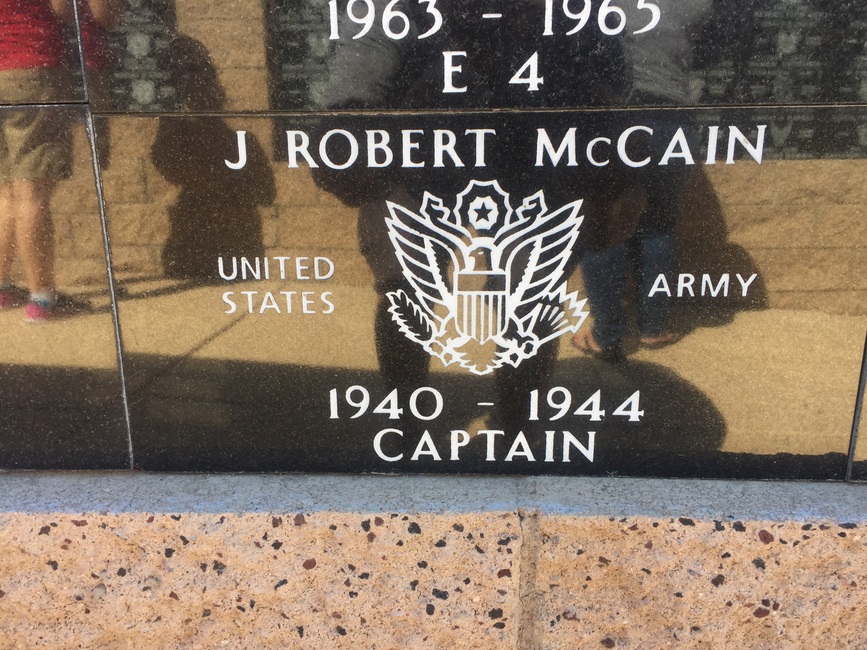 1963 - 1965
E 4
J ROBERT McCAIN
UNITED
STATES
ARMY
1940 - 1944
CAPTAIN